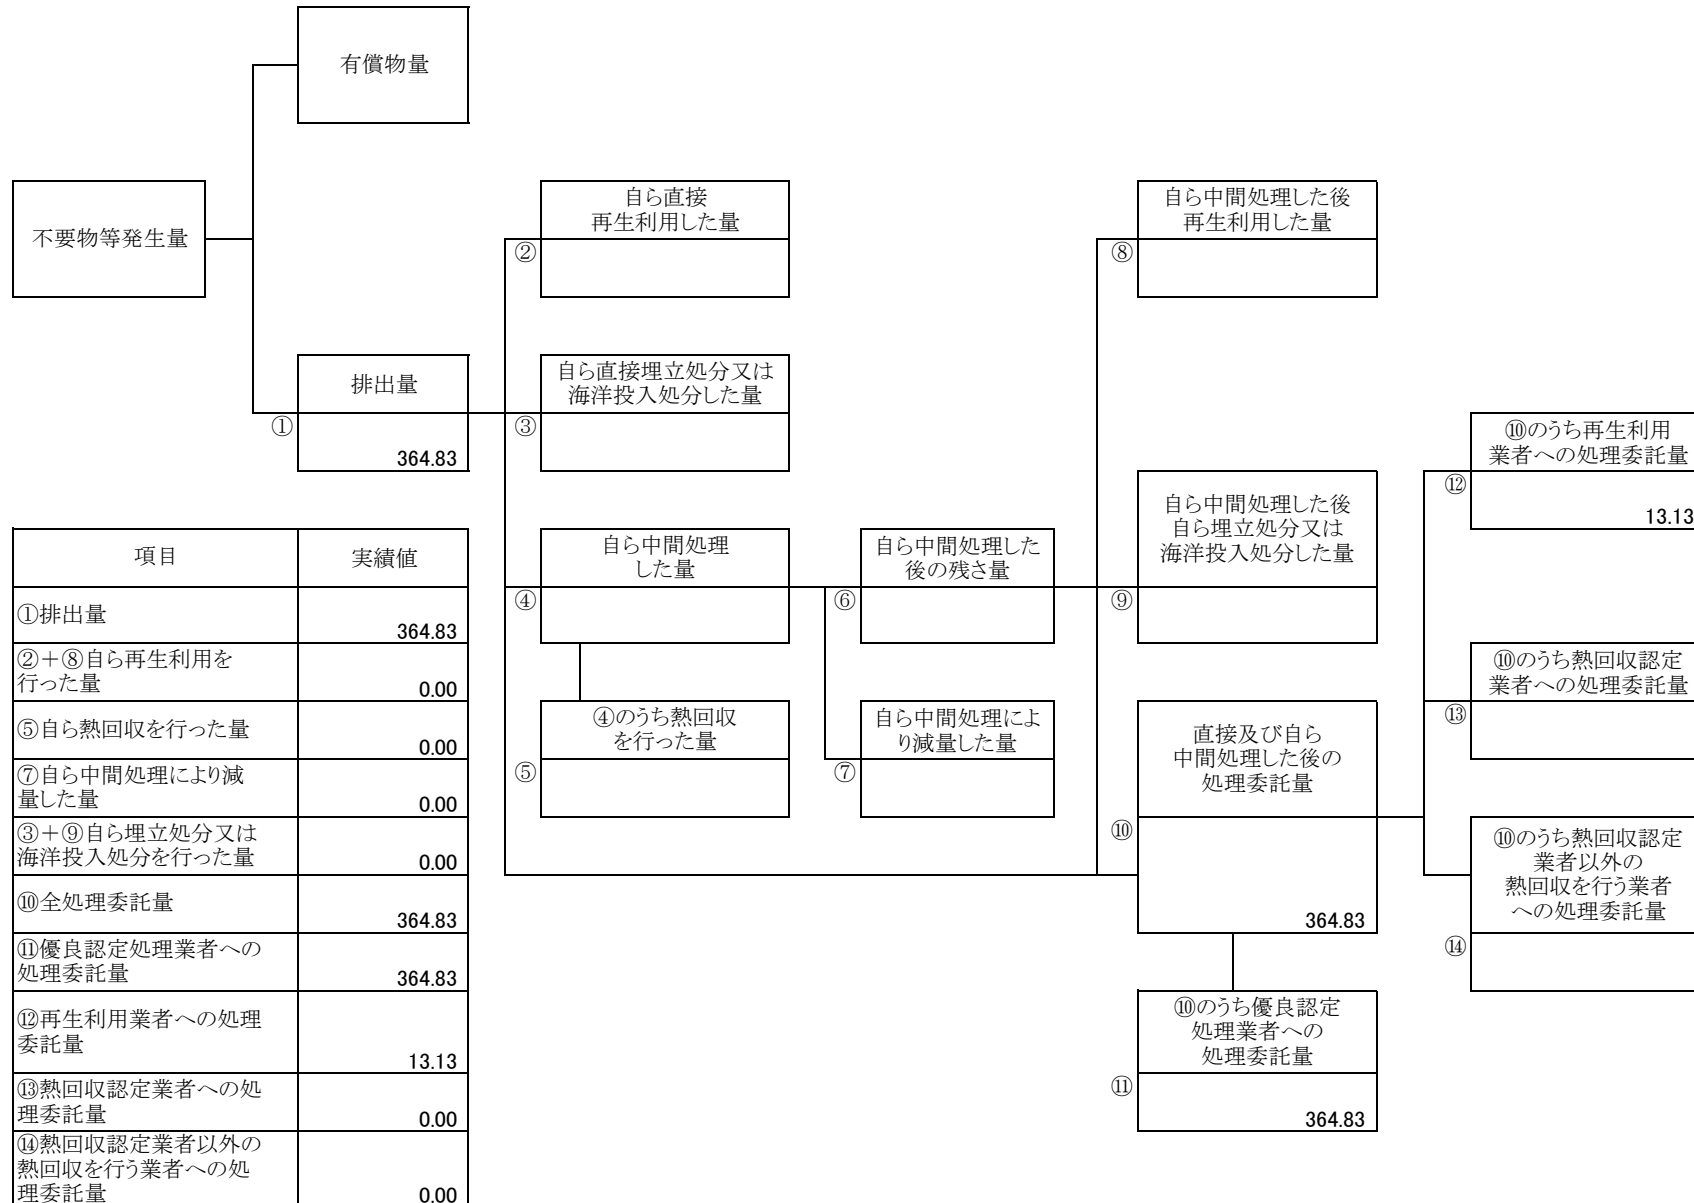 有償物量
不要物等発生量
自ら直接
再生利用した量
②
自ら中間処理した後
再生利用した量
⑧
排出量
①
364.83
自ら直接埋立処分又は
海洋投入処分した量
③
⑩のうち再生利用
業者への処理委託量
⑫
13.13
自ら中間処理
した量
④
自ら中間処理した
後の残さ量
⑥
自ら中間処理した後
自ら埋立処分又は
海洋投入処分した量
⑨
⑩のうち熱回収認定
業者への処理委託量
⑬
④のうち熱回収
を行った量
⑤
自ら中間処理によ
り減量した量
⑦
直接及び自ら
中間処理した後の
処理委託量
⑩
364.83
⑩のうち熱回収認定
業者以外の
熱回収を行う業者
への処理委託量
⑭
⑩のうち優良認定
処理業者への
処理委託量
⑪
364.83
項目 実績値
①排出量
364.83
②＋⑧自ら再生利用を
行った量
0.00
⑤自ら熱回収を行った量
0.00
⑦自ら中間処理により減
量した量
0.00
③＋⑨自ら埋立処分又は
海洋投入処分を行った量
0.00
⑩全処理委託量
364.83
⑪優良認定処理業者への
処理委託量
364.83
⑫再生利用業者への処理
委託量
13.13
⑬熱回収認定業者への処
理委託量
0.00
⑭熱回収認定業者以外の
熱回収を行う業者への処
理委託量
0.00